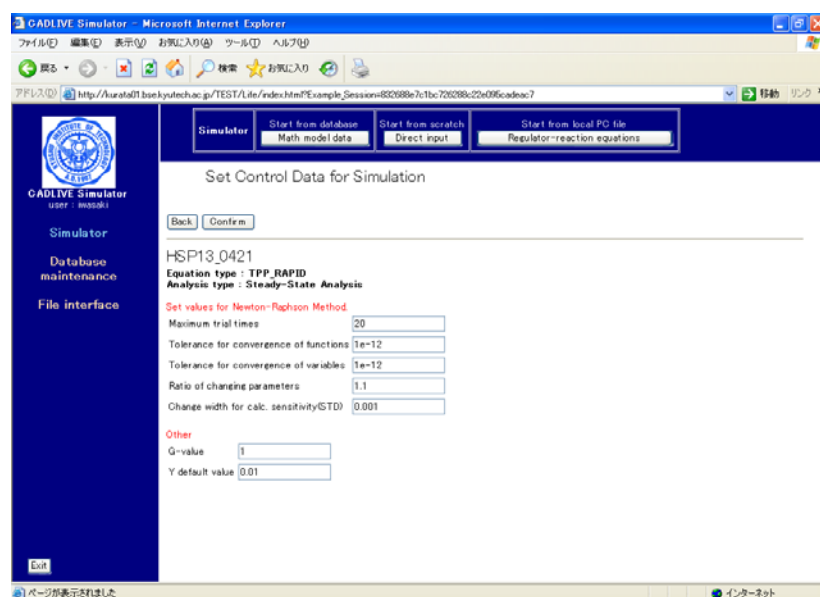 CADLIVE Simulator - Microsoft Internet Explorer
ファイル(F) 編集(E) 表示(V) お気に入り(A) ツール(T) ヘルプ(H)
戻る 検索 お気に入り
アドレス(D) http://kurata01.bse.kyutech.ac.jp/TEST/Life/index.html?Example_Session=832688e7c1bc726288c22e095cadeac7 移動 リンク
Simulator
Start from database
Math model data
Start from scratch
Direct input
Start from local PC file
Regulator-reaction equations
CADLIVE Simulator
user : iwasaki
Simulator
Database
maintenance
File interface
Exit
Set Control Data for Simulation
Back Confirm
HSP13_0421
Equation type : TPP_RAPID
Analysis type : Steady-State Analysis
Set values for Newton-Raphson Method.
Maximum trial times 20
Tolerance for convergence of functions 1e-12
Tolerance for convergence of variables 1e-12
Ratio of changing parameters 1.1
Change width for calc. sensitivity(STD) 0.001
Other
G-value 1
Y default value 0.01
ページが表示されました インターネット